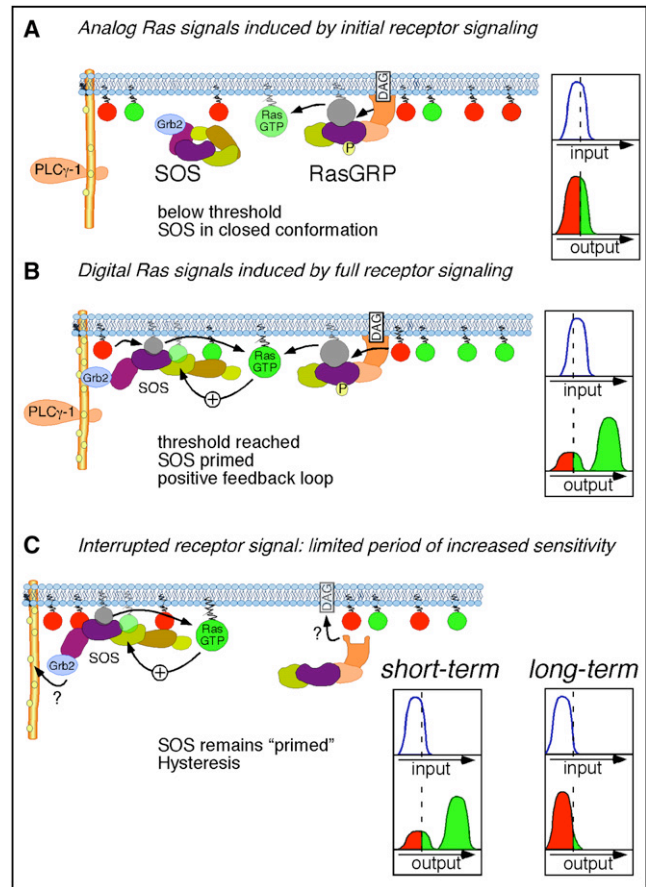 A Analog Ras signals induced by initial receptor signaling
DAG
Grb2
Ras
GTP
P
PLCγ-1
SOS
RasGRP
below threshold
SOS in closed conformation
input
output
B Digital Ras signals induced by full receptor signaling
DAG
Grb2
SOS
Ras
GTP
P
+
PLCγ-1
threshold reached
SOS primed
positive feedback loop
input
output
C Interrupted receptor signal: limited period of increased sensitivity
DAG
Ras
GTP
SOS
Grb2
+
?
?
SOS remains “primed”
Hysteresis
short-term long-term
input input
output output